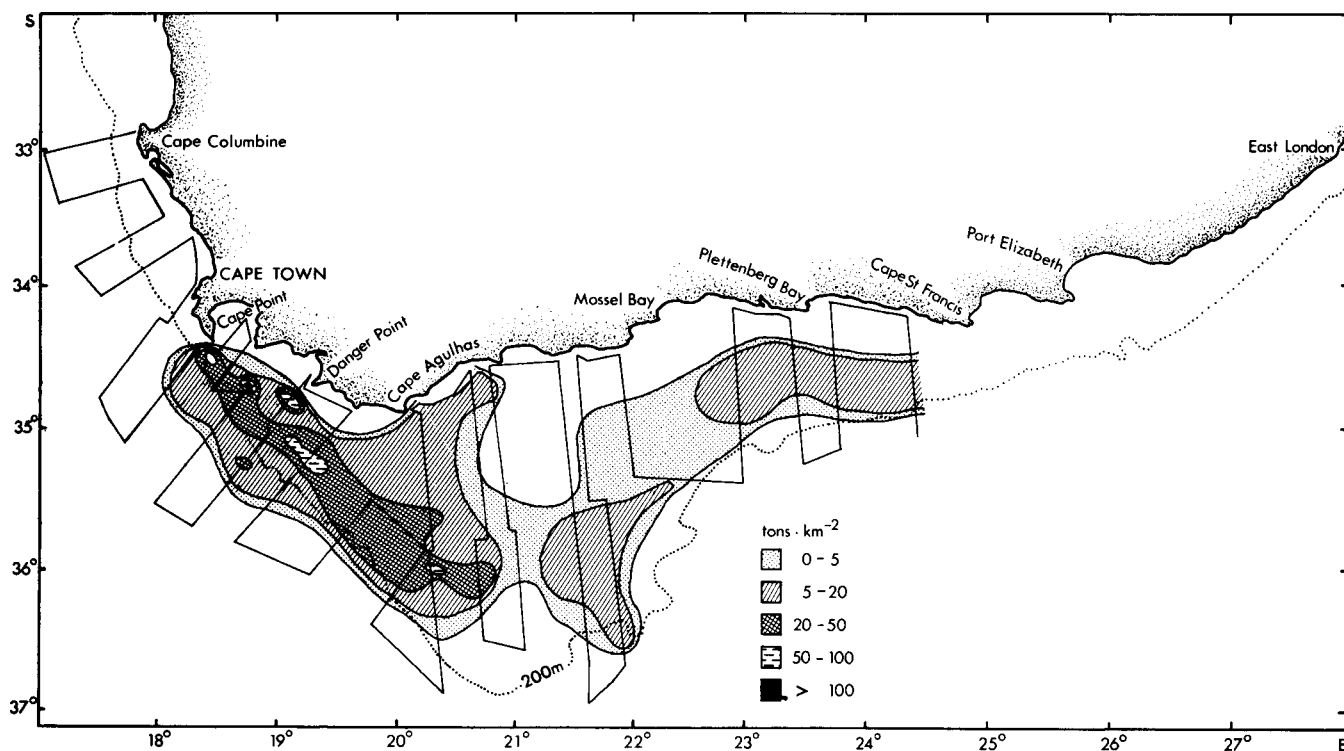 S
33°
34°
35°
36°
37°
Cape Columbine
CAPE TOWN
Cape Point
Danger Point
Cape Agulhas
Mossel Bay
Plettenberg Bay
Cape St Francis
Port Elizabeth
East London
200m
tons · km⁻²
0 - 5
5 - 20
20 - 50
50 - 100
> 100
18° 19° 20° 21° 22° 23° 24° 25° 26° 27° E